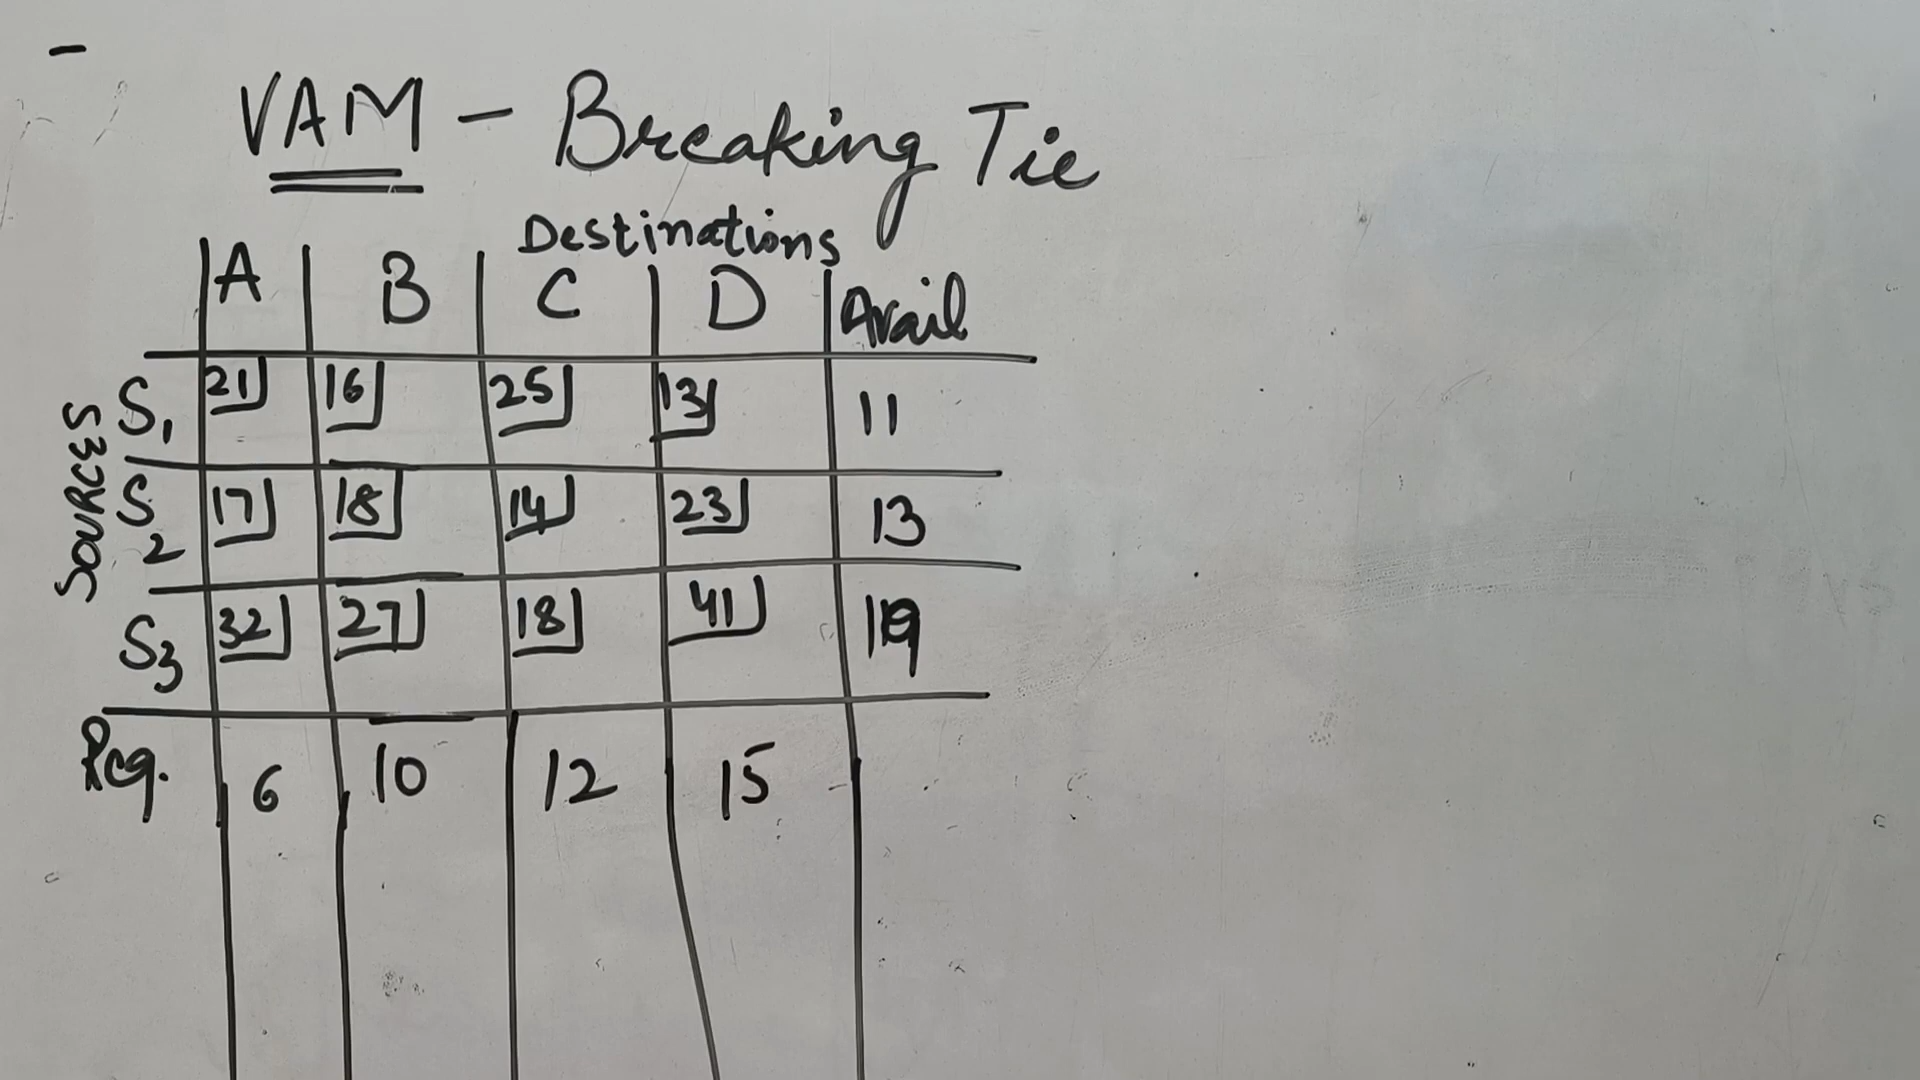 VAM - Breaking Tie
Destinations
A B C D Avail
SOURCES
S1 21 16 25 13 11
S2 17 18 14 23 13
S3 32 27 18 41 19
Req. 6 10 12 15